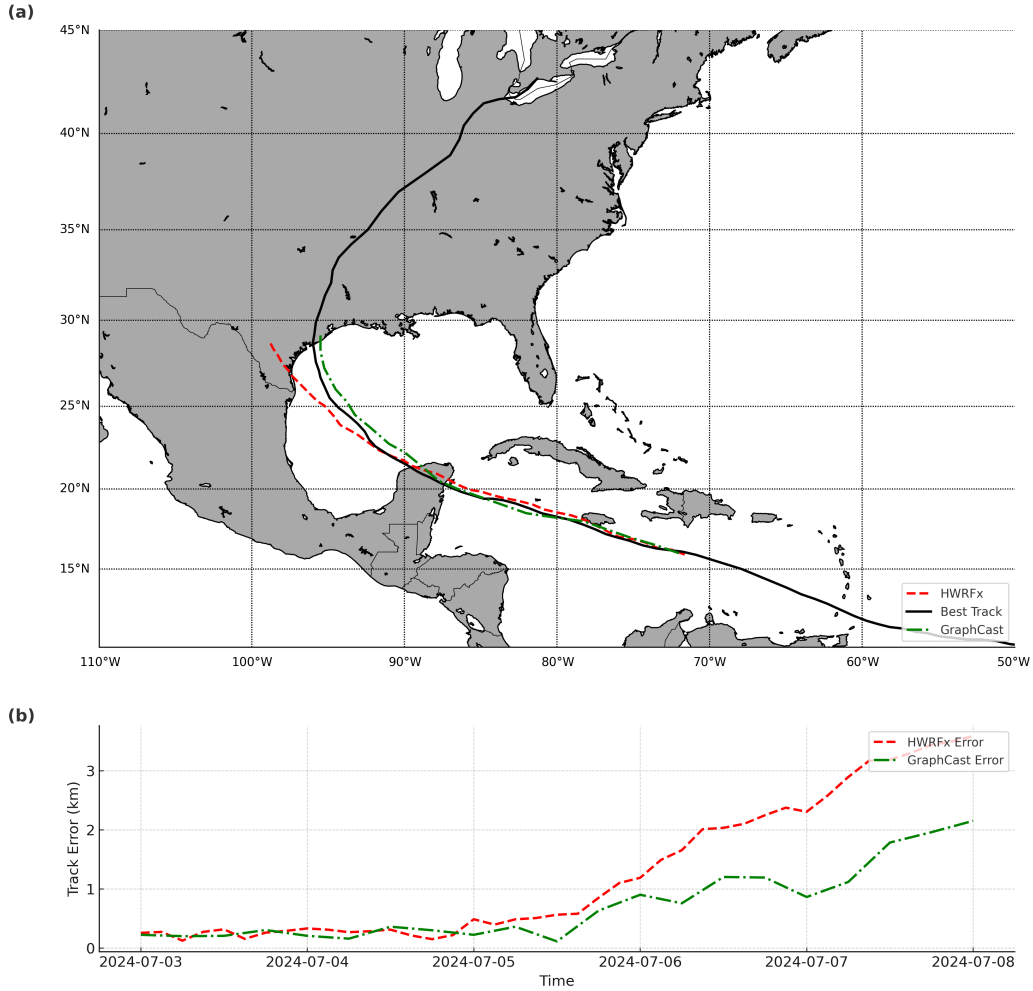 (a)
45°N
40°N
35°N
30°N
25°N
20°N
15°N
110°W 100°W 90°W 80°W 70°W 60°W 50°W
HWRFx
Best Track
GraphCast
(b)
Track Error (km)
3
2
1
0
HWRFx Error
GraphCast Error
2024-07-03 2024-07-04 2024-07-05 2024-07-06 2024-07-07 2024-07-08
Time